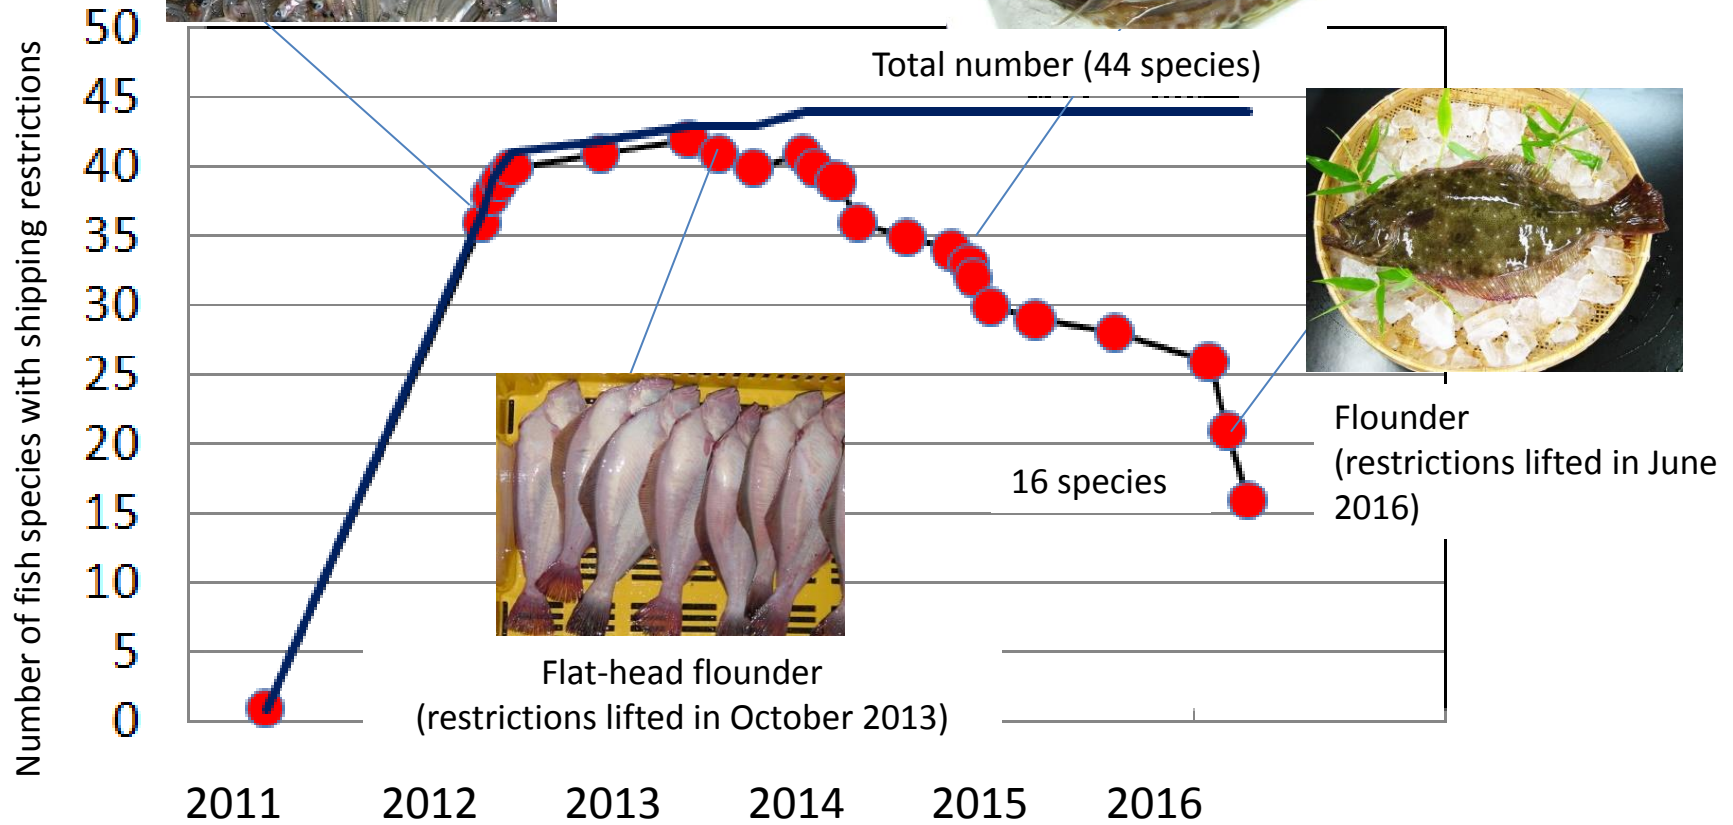 Number of fish species with shipping restrictions
50
45
40
35
30
25
20
15
10
5
0
Total number (44 species)
16 species
Flounder
(restrictions lifted in June
2016)
Flat-head flounder
(restrictions lifted in October 2013)
2011 2012 2013 2014 2015 2016